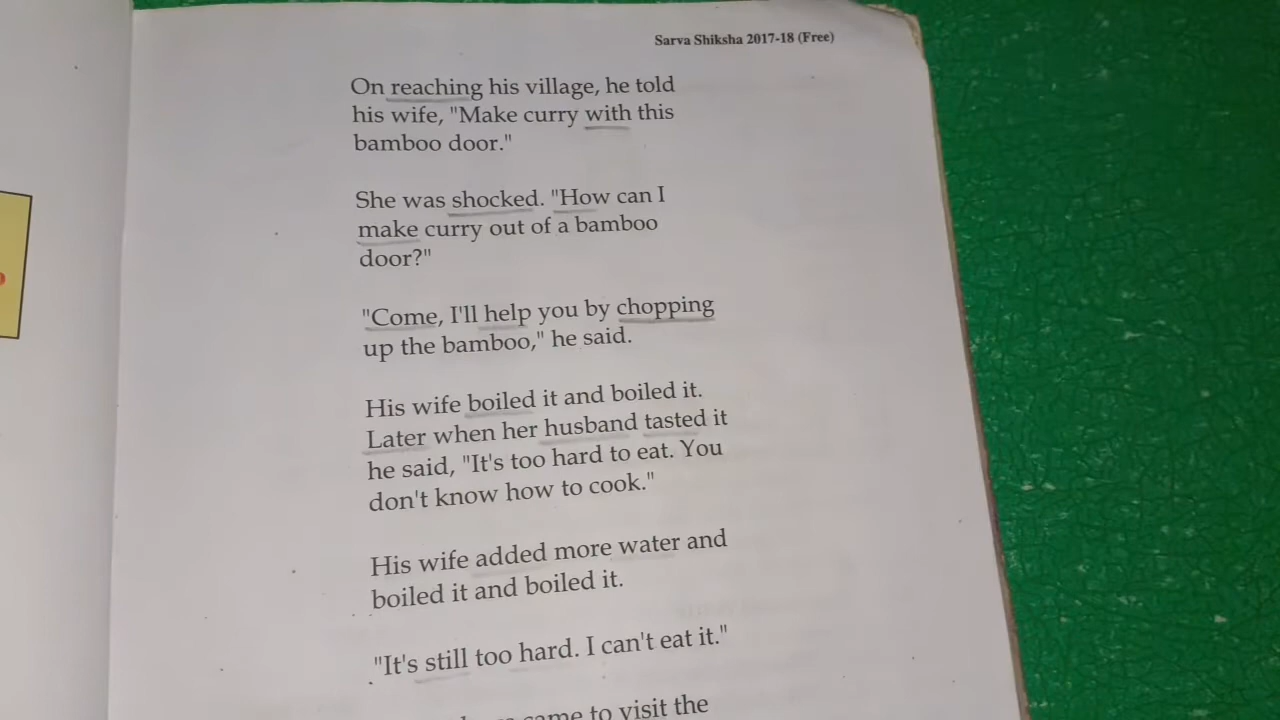 Sarva Shiksha 2017-18 (Free)
On reaching his village, he told
his wife, "Make curry with this
bamboo door."
She was shocked. "How can I
make curry out of a bamboo
door?"
"Come, I'll help you by chopping
up the bamboo," he said.
His wife boiled it and boiled it.
Later when her husband tasted it
he said, "It's too hard to eat. You
don't know how to cook."
His wife added more water and
boiled it and boiled it.
"It's still too hard. I can't eat it."
came to visit the